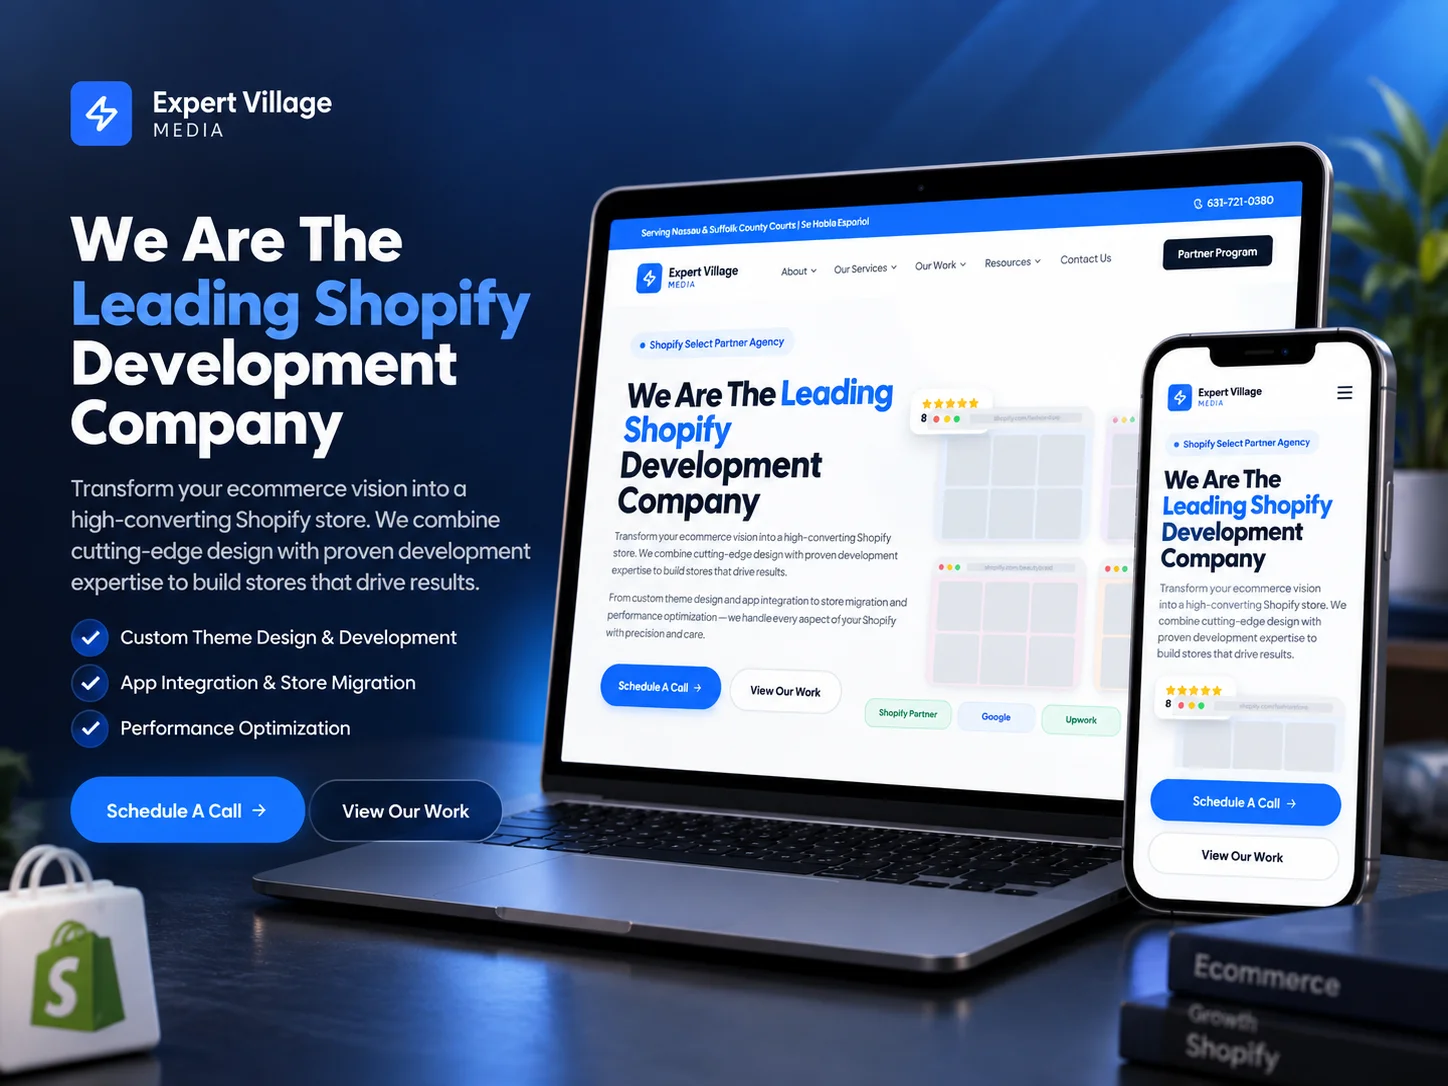 Expert Village
MEDIA
We Are The
Leading Shopify
Development
Company
Transform your ecommerce vision into a
high-converting Shopify store. We combine
cutting-edge design with proven development
expertise to build stores that drive results.
Custom Theme Design & Development
App Integration & Store Migration
Performance Optimization
Schedule A Call →
View Our Work
Serving Nassau & Suffolk County Courts | Se Habla Español
631-721-0380
Expert Village
MEDIA
About
Our Services
Our Work
Resources
Contact Us
Partner Program
Shopify Select Partner Agency
We Are The Leading
Shopify
Development
Company
Transform your ecommerce vision into a high-converting Shopify
store. We combine cutting-edge design with proven development
expertise to build stores that drive results.
From custom theme design and app integration to store migration and
performance optimization — we handle every aspect of your Shopify
with precision and care.
Schedule A Call →
View Our Work
8
Shopify Partner
Google
Upwork
Expert Village
MEDIA
Shopify Select Partner Agency
We Are The
Leading Shopify
Development
Company
Transform your ecommerce vision
into a high-converting Shopify store. We
combine cutting-edge design with
proven development expertise to
build stores that drive results.
8
Schedule A Call →
View Our Work
S
Ecommerce
Growth
Shopify